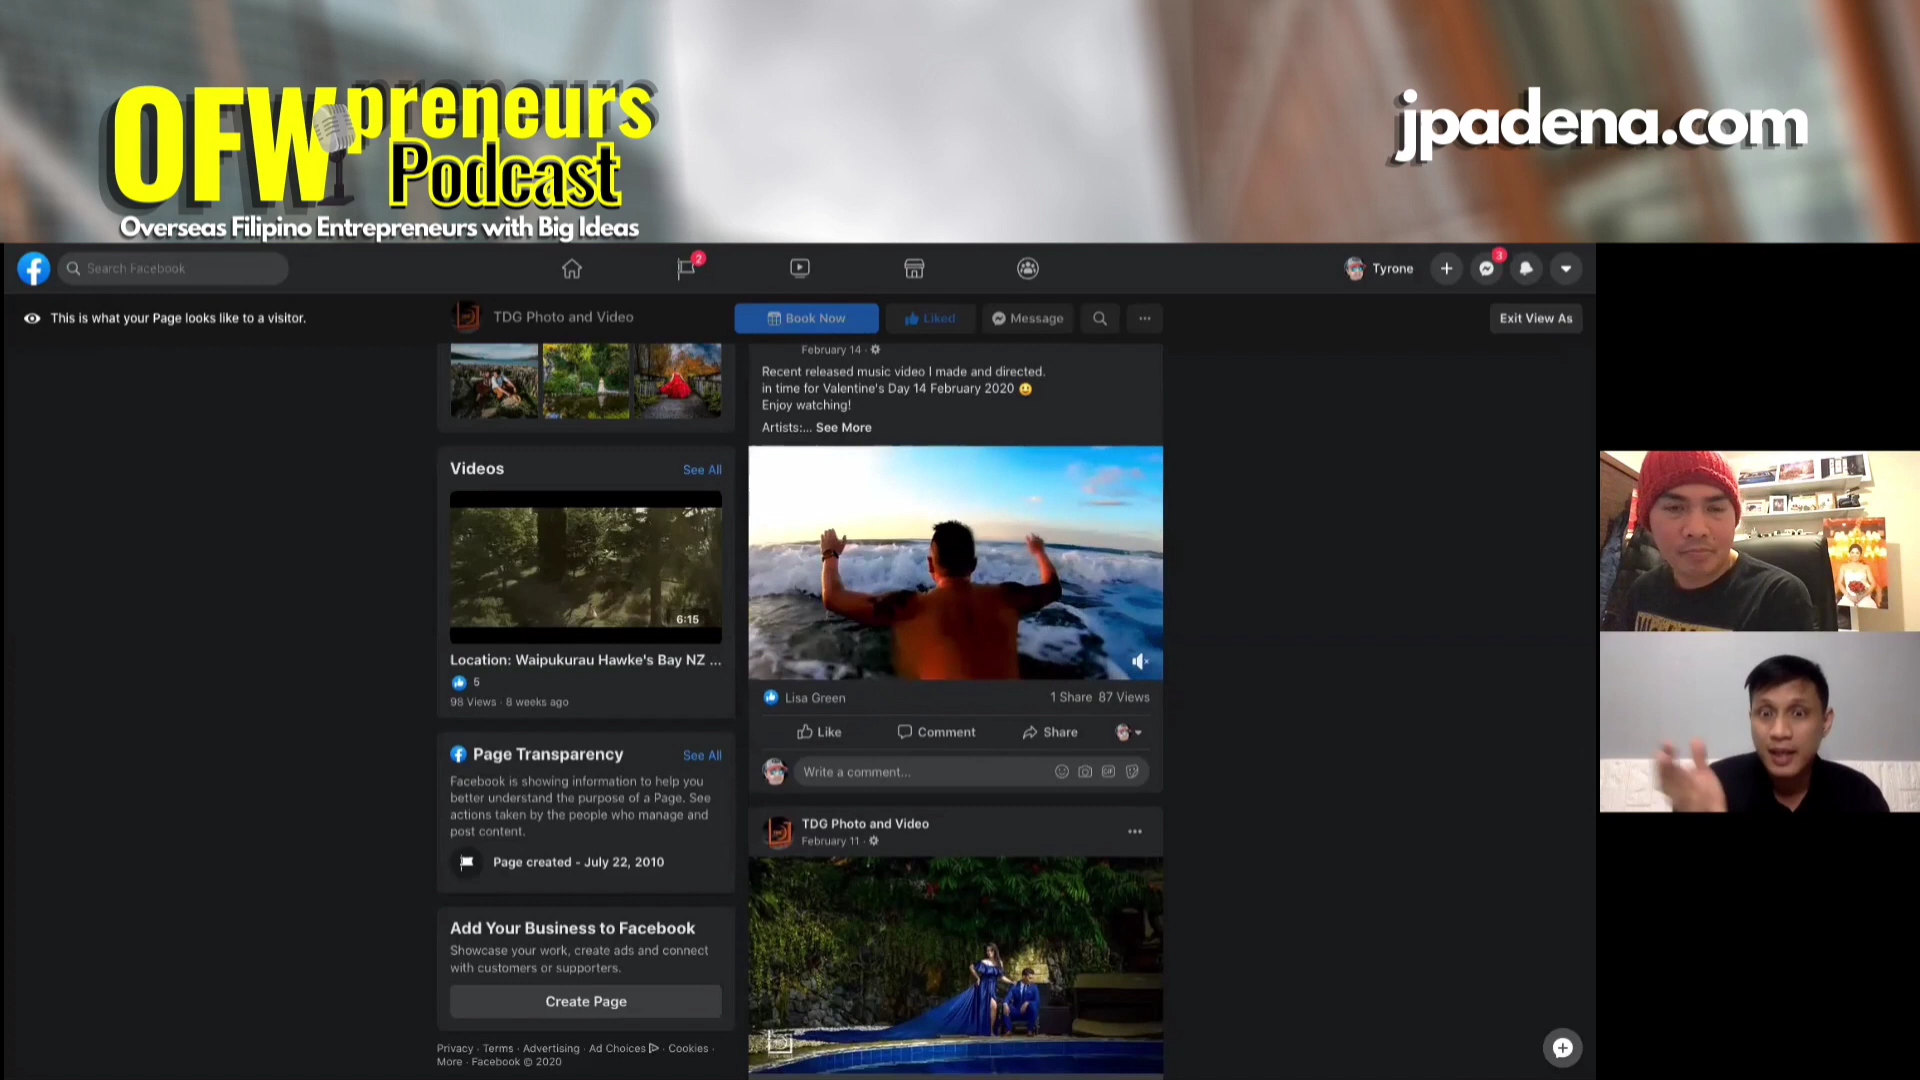 OFWpreneurs
Podcast
Overseas Filipino Entrepreneurs with Big Ideas
jpadena.com
Search Facebook
2
Tyrone
3
This is what your Page looks like to a visitor.
TDG Photo and Video
Book Now
Liked
Message
Exit View As
February 14
Recent released music video I made and directed.
in time for Valentine's Day 14 February 2020
Enjoy watching!
Artists:... See More
Videos
See All
6:15
Location: Waipukurau Hawke's Bay NZ ...
5
98 Views · 8 weeks ago
Lisa Green
1 Share 87 Views
Like
Comment
Share
Write a comment...
GIF
Page Transparency
See All
Facebook is showing information to help you
better understand the purpose of a Page. See
actions taken by the people who manage and
post content.
Page created - July 22, 2010
TDG Photo and Video
February 11
Add Your Business to Facebook
Showcase your work, create ads and connect
with customers or supporters.
Create Page
Privacy · Terms · Advertising · Ad Choices · Cookies ·
More · Facebook © 2020